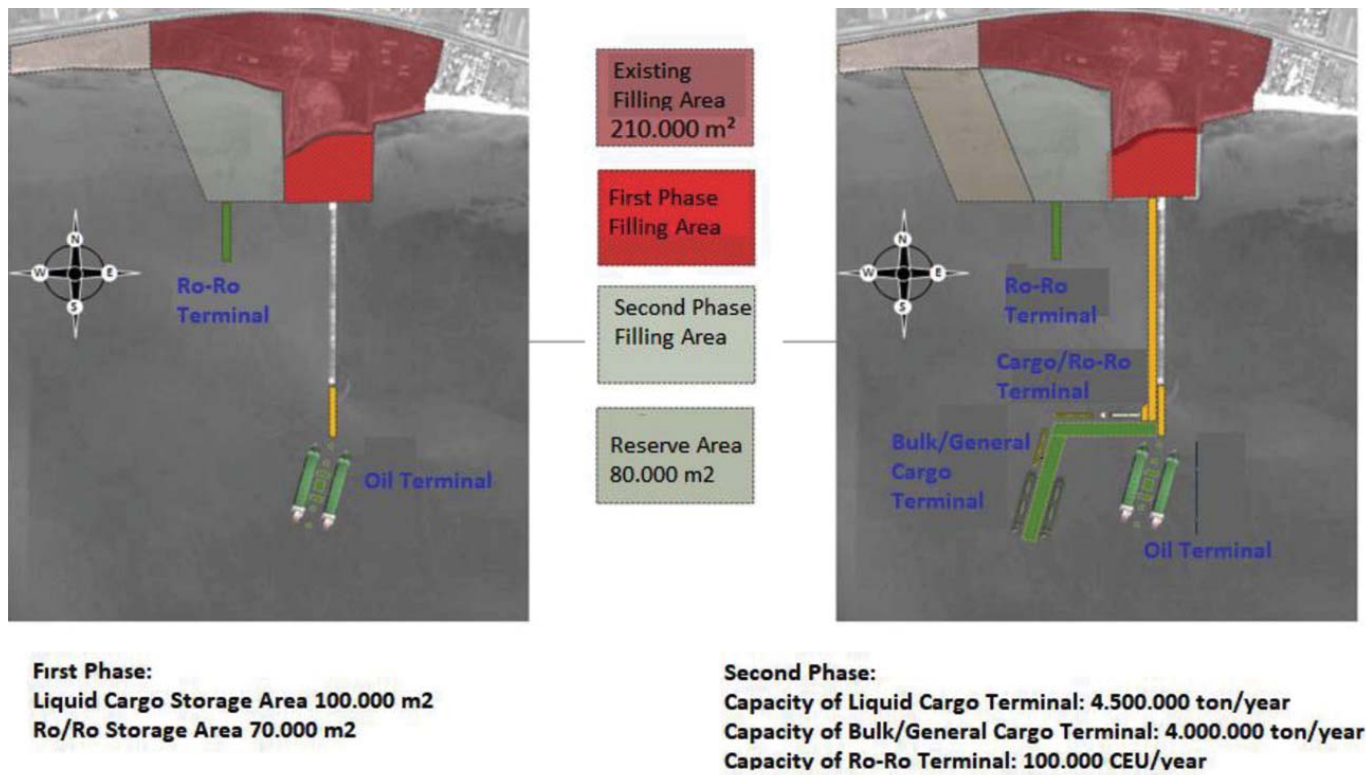 Existing
Filling Area
210.000 m²
First Phase
Filling Area
Second Phase
Filling Area
Reserve Area
80.000 m2
N
W
E
S
Ro-Ro
Terminal
Oil Terminal
N
W
E
S
Ro-Ro
Terminal
Cargo/Ro-Ro
Terminal
Bulk/General
Cargo
Terminal
Oil Terminal
Fırst Phase:
Liquid Cargo Storage Area 100.000 m2
Ro/Ro Storage Area 70.000 m2
Second Phase:
Capacity of Liquid Cargo Terminal: 4.500.000 ton/year
Capacity of Bulk/General Cargo Terminal: 4.000.000 ton/year
Capacity of Ro-Ro Terminal: 100.000 CEU/year